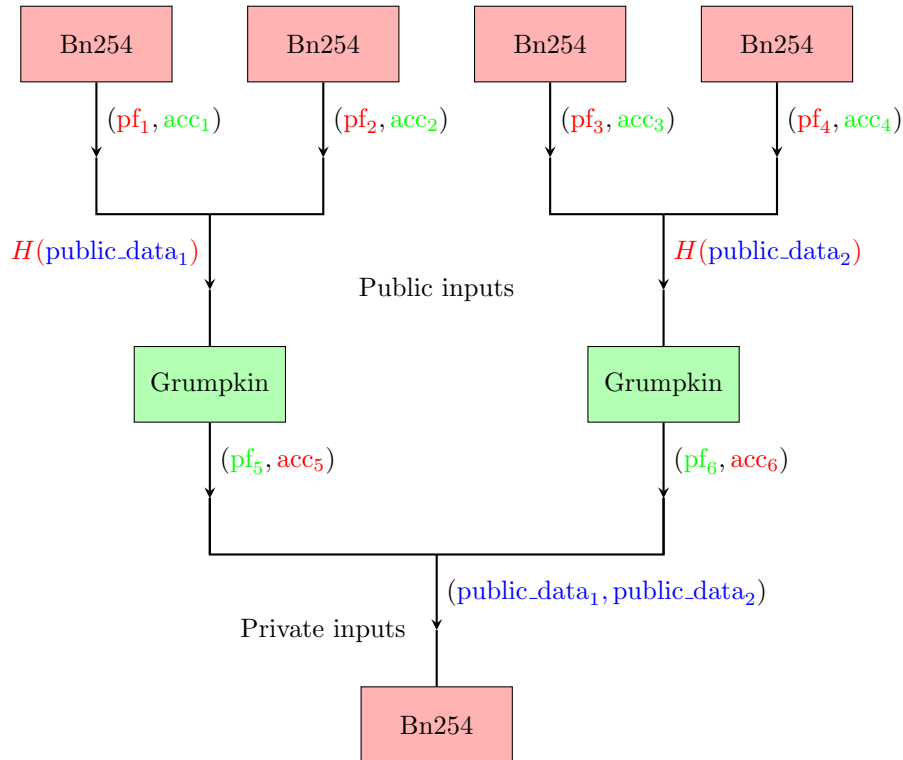 Bn254 Bn254 Bn254 Bn254
(pf₁, acc₁) (pf₂, acc₂) (pf₃, acc₃) (pf₄, acc₄)
H(public_data₁) H(public_data₂)
Public inputs
Grumpkin Grumpkin
(pf₅, acc₅) (pf₆, acc₆)
(public_data₁, public_data₂)
Private inputs
Bn254